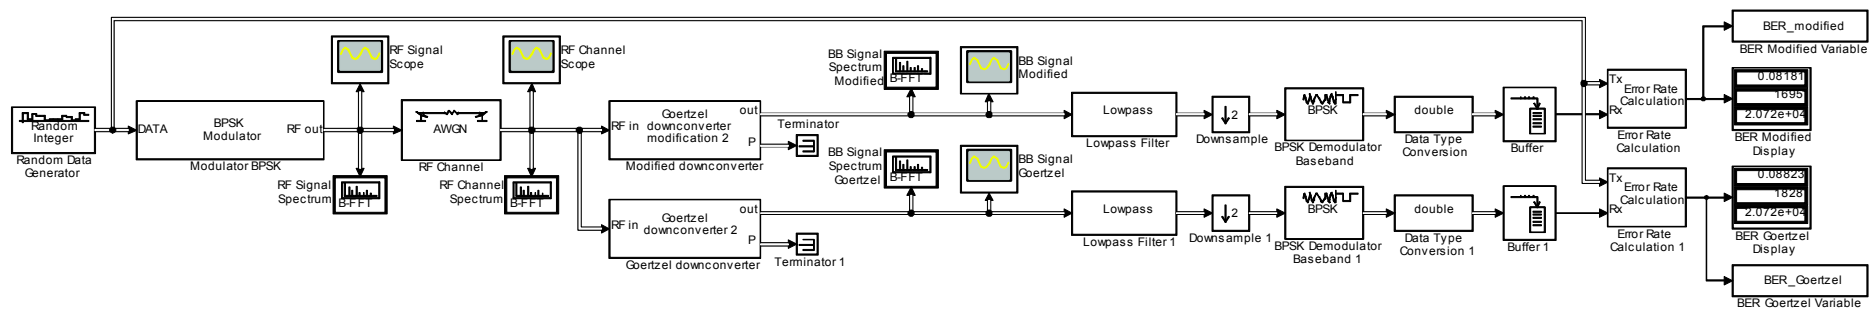 Random
Integer
Random Data
Generator
DATA
BPSK
Modulator
RF out
Modulator BPSK
RF Signal
Scope
B-FFT
RF Signal
Spectrum
AWGN
RF Channel
RF Channel
Scope
B-FFT
RF Channel
Spectrum
RF in
Goertzel
downconverter
modification 2
out
P
Modified downconverter
Terminator
RF in
Goertzel
downconverter 2
out
P
Goertzel downconverter
Terminator 1
BB Signal
Spectrum
Modified
B-FFT
BB Signal
Modified
BB Signal
Spectrum
Goertzel
B-FFT
BB Signal
Goertzel
Lowpass
Lowpass Filter
2
Downsample
BPSK
BPSK Demodulator
Baseband
double
Data Type
Conversion
Buffer
Lowpass
Lowpass Filter 1
2
Downsample 1
BPSK
BPSK Demodulator
Baseband 1
double
Data Type
Conversion 1
Buffer 1
Tx
Rx
Error Rate
Calculation
Error Rate
Calculation
Tx
Rx
Error Rate
Calculation
Error Rate
Calculation 1
BER_modified
BER Modified Variable
0.08181
1695
2.072e+04
BER Modified
Display
0.08823
1828
2.072e+04
BER Goertzel
Display
BER_Goertzel
BER Goertzel Variable